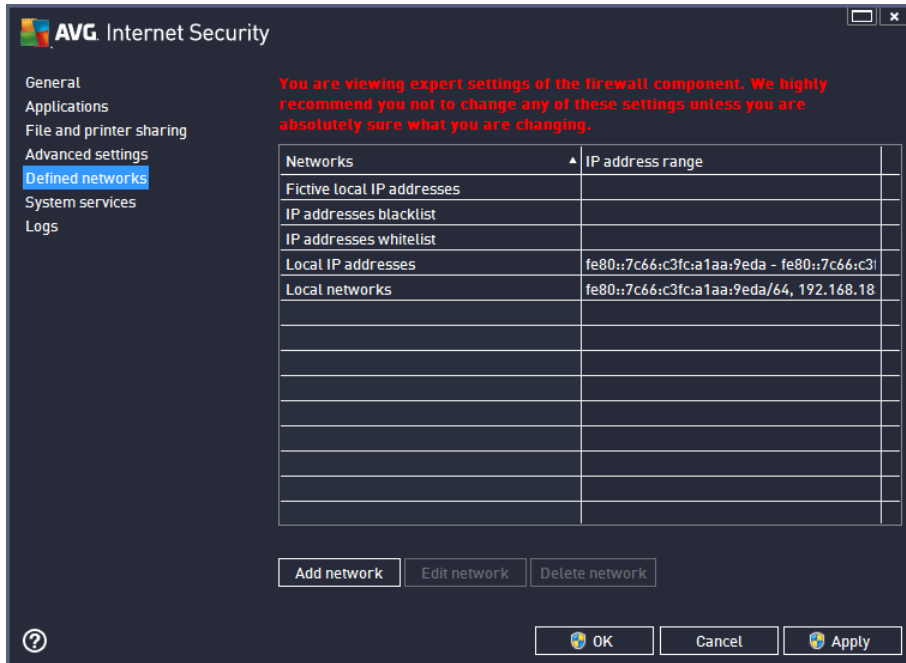 AVG. Internet Security
General
Applications
File and printer sharing
Advanced settings
Defined networks
System services
Logs
You are viewing expert settings of the firewall component. We highly
recommend you not to change any of these settings unless you are
absolutely sure what you are changing.
Networks IP address range
Fictive local IP addresses
IP addresses blacklist
IP addresses whitelist
Local IP addresses fe80::7c66:c3fc:a1aa:9eda - fe80::7c66:c3f
Local networks fe80::7c66:c3fc:a1aa:9eda/64, 192.168.18
Add network Edit network Delete network
OK Cancel Apply